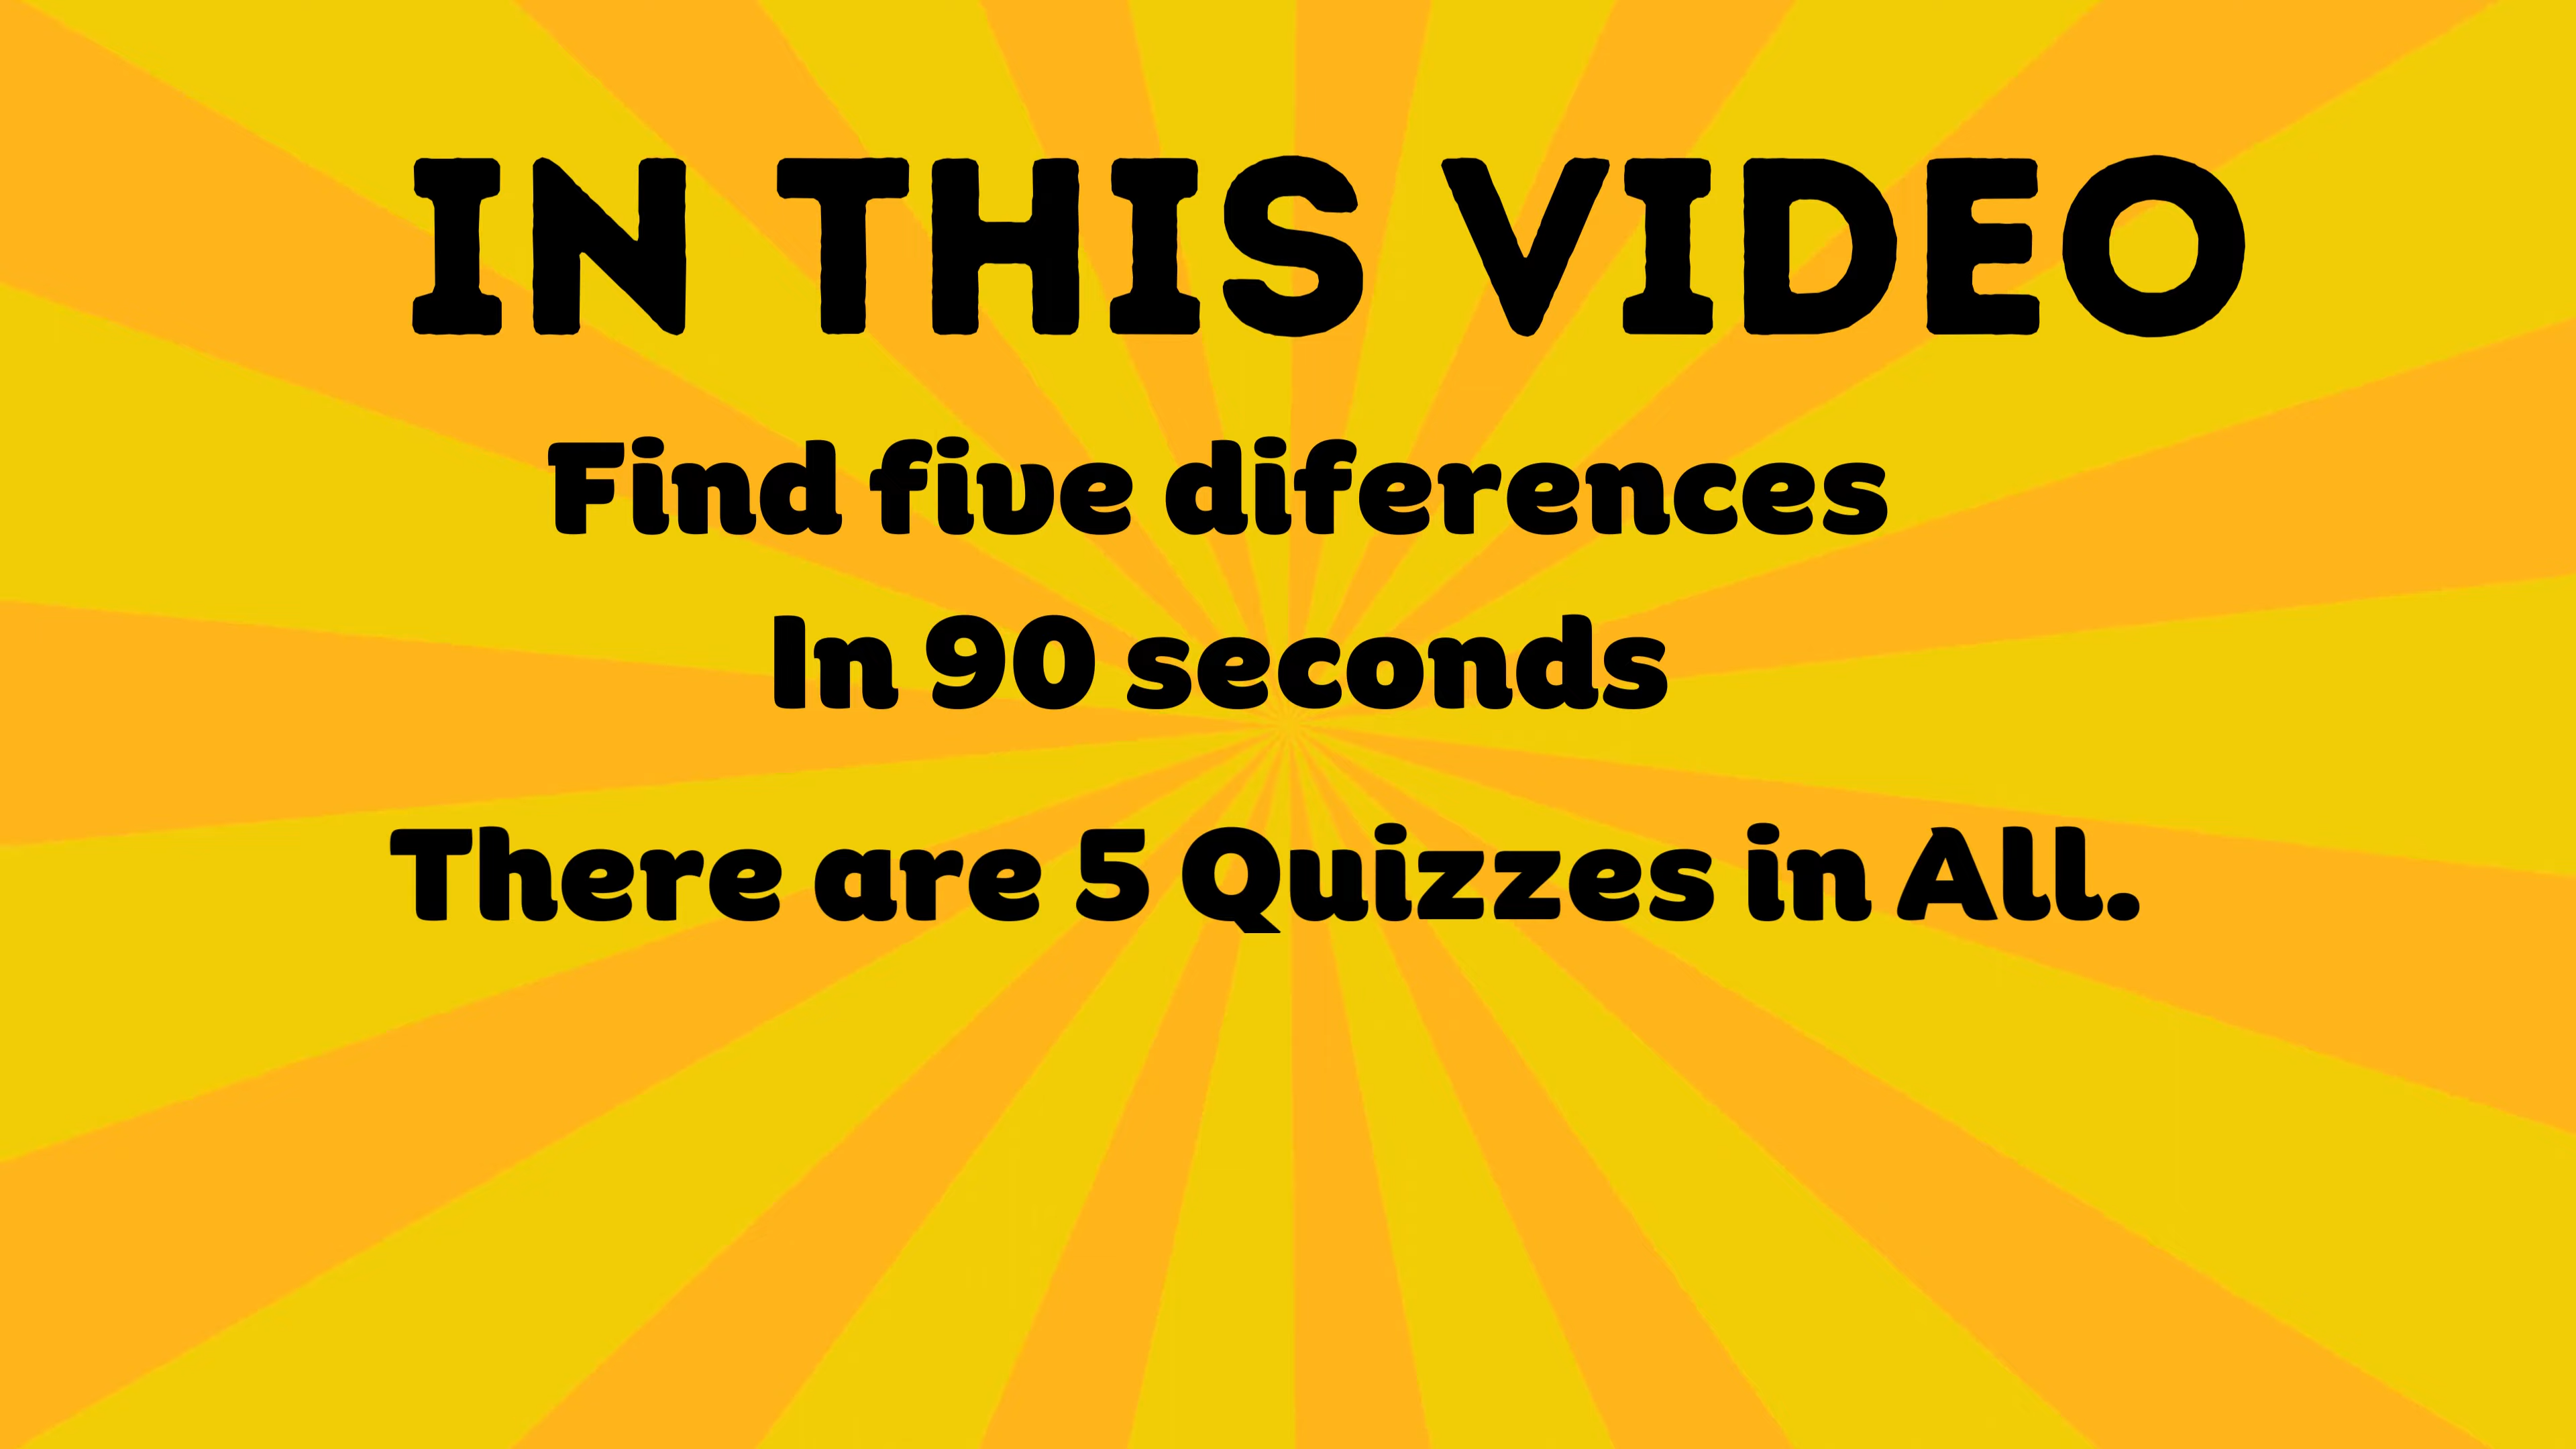 IN THIS VIDEO
Find five diferences
In 90 seconds
There are 5 Quizzes in All.